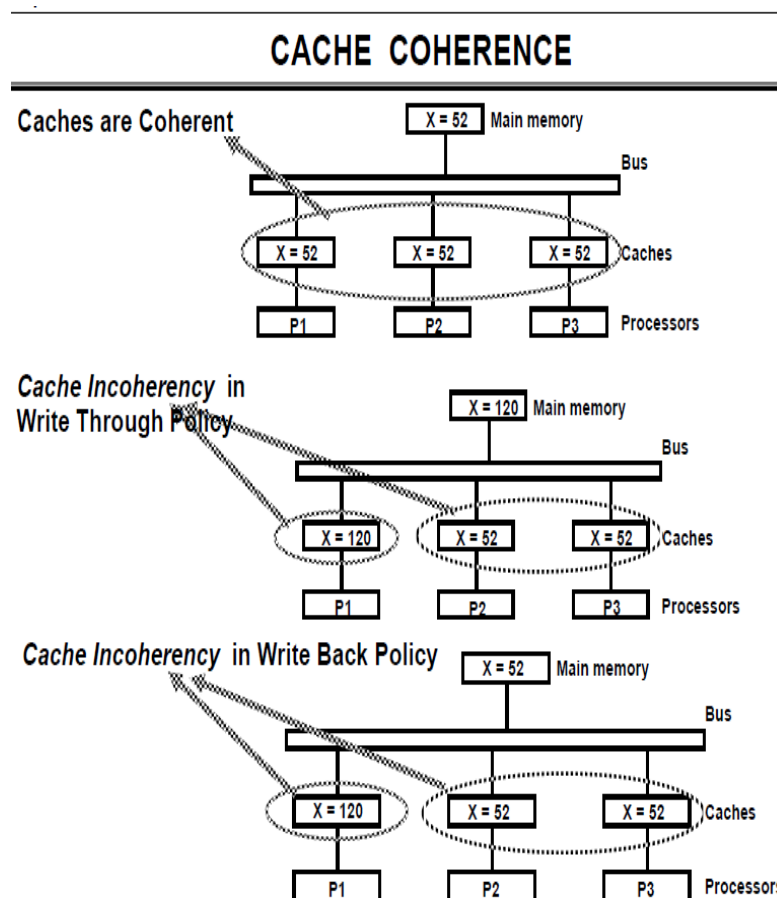 CACHE COHERENCE
Caches are Coherent
X = 52 Main memory
Bus
X = 52 X = 52 X = 52 Caches
P1 P2 P3 Processors
Cache Incoherency in
Write Through Policy
X = 120 Main memory
Bus
X = 120 X = 52 X = 52 Caches
P1 P2 P3 Processors
Cache Incoherency in Write Back Policy
X = 52 Main memory
Bus
X = 120 X = 52 X = 52 Caches
P1 P2 P3 Processors